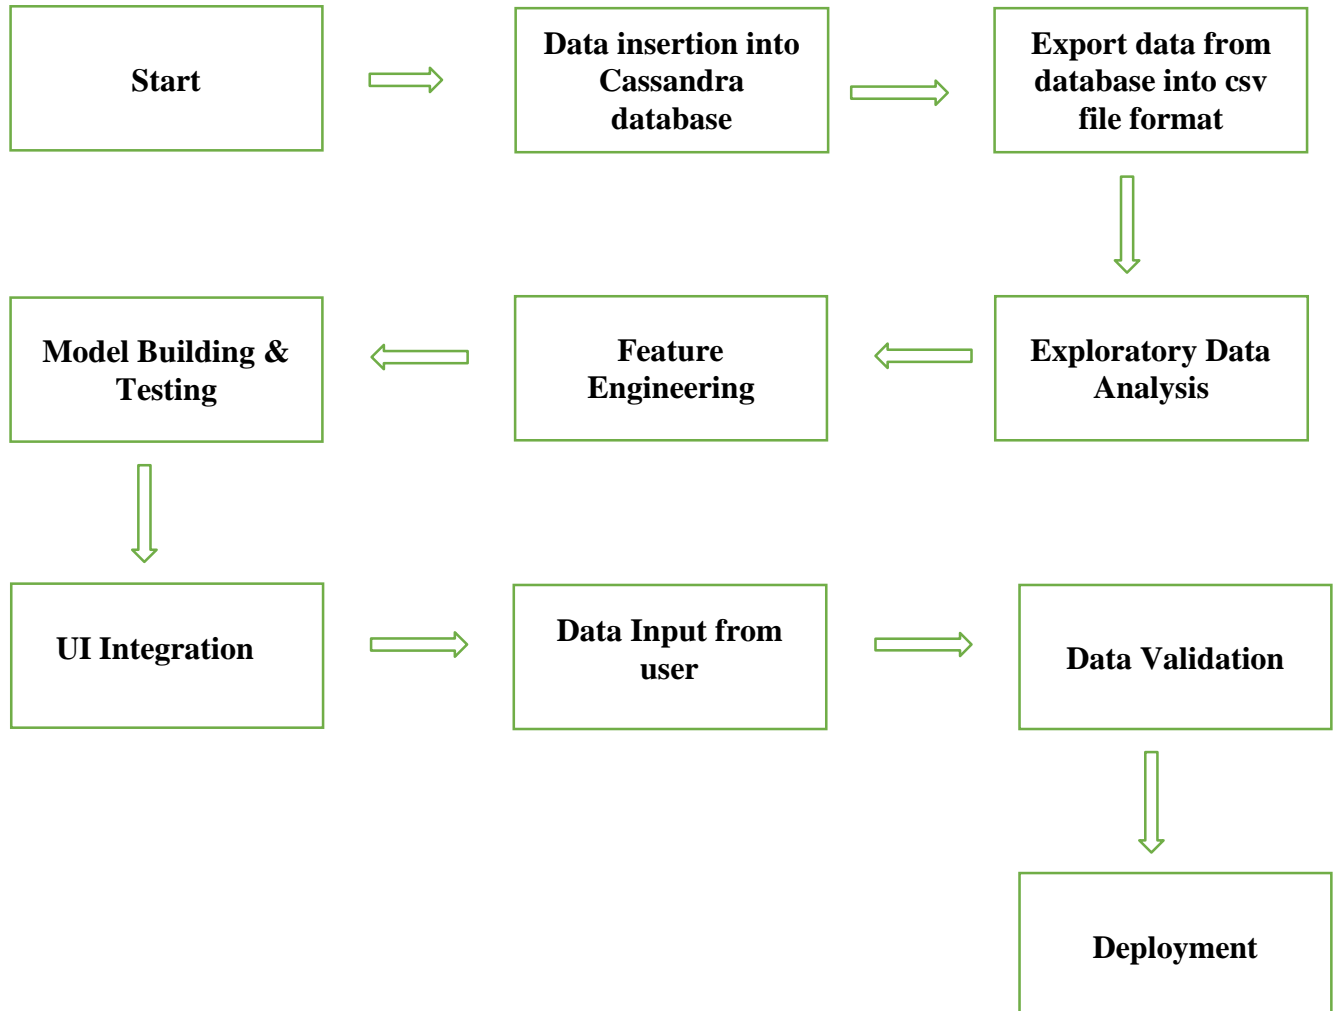 Start
Data insertion into
Cassandra
database
Export data from
database into csv
file format
Model Building &
Testing
Feature
Engineering
Exploratory Data
Analysis
UI Integration
Data Input from
user
Data Validation
Deployment